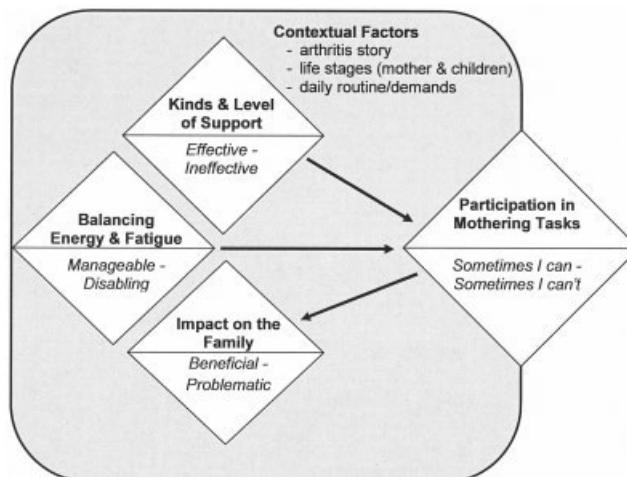 Contextual Factors
- arthritis story
- life stages (mother & children)
- daily routine/demands
Kinds & Level
of Support
Effective -
Ineffective
Balancing
Energy & Fatigue
Manageable -
Disabling
Participation in
Mothering Tasks
Sometimes I can -
Sometimes I can't
Impact on the
Family
Beneficial -
Problematic